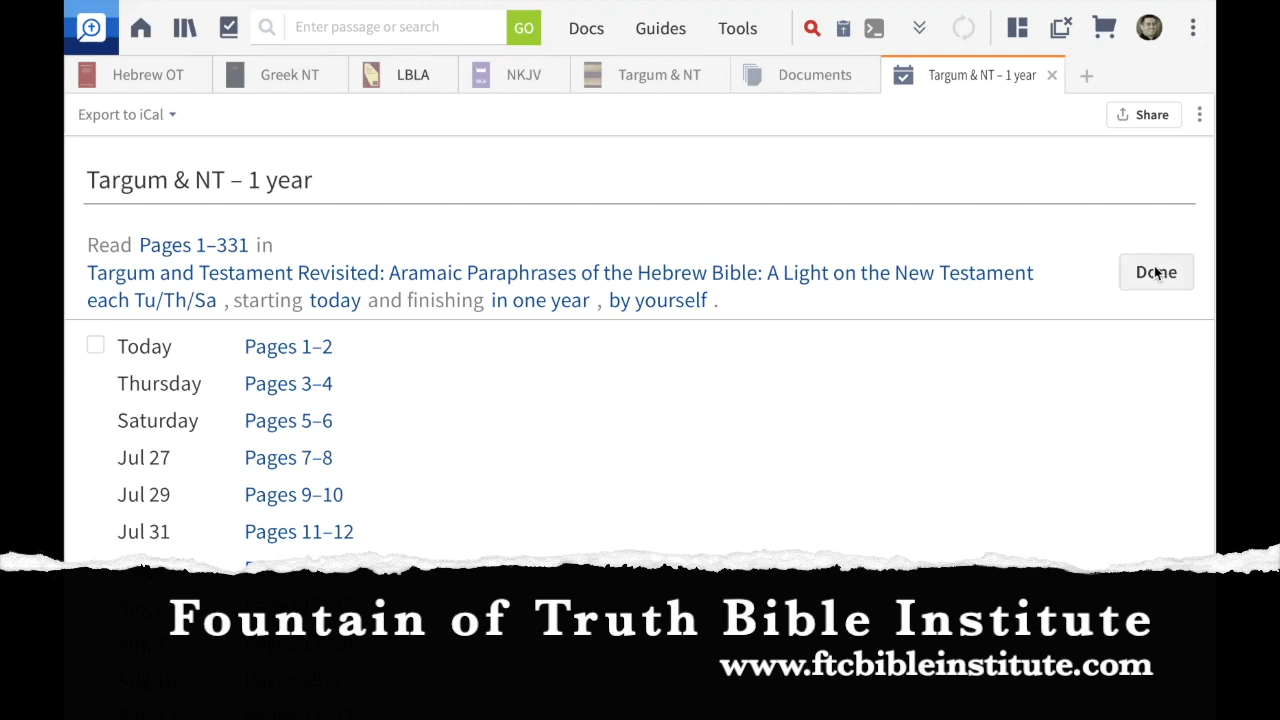 Enter passage or search
GO
Docs
Guides
Tools
Hebrew OT
Greek NT
LBLA
NKJV
Targum & NT
Documents
Targum & NT – 1 year
Export to iCal
Share
Targum & NT – 1 year
Read Pages 1–331 in
Targum and Testament Revisited: Aramaic Paraphrases of the Hebrew Bible: A Light on the New Testament
each Tu/Th/Sa , starting today and finishing in one year , by yourself .
Done
Today Pages 1–2
Thursday Pages 3–4
Saturday Pages 5–6
Jul 27 Pages 7–8
Jul 29 Pages 9–10
Jul 31 Pages 11–12
Fountain of Truth Bible Institute
www.ftcbibleinstitute.com